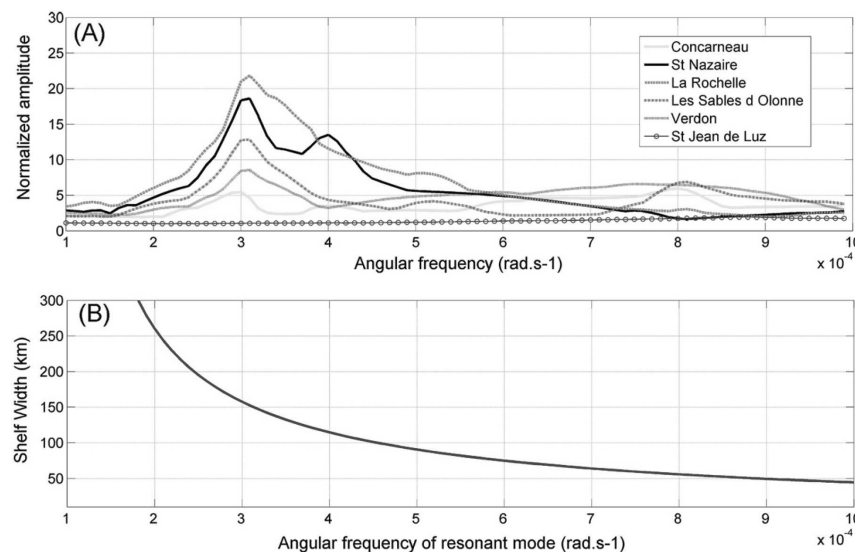 (A)
Normalized amplitude
30
25
20
15
10
5
0
Concarneau
St Nazaire
La Rochelle
Les Sables d Olonne
Verdon
St Jean de Luz
1 2 3 4 5 6 7 8 9 10
Angular frequency (rad.s-1)
x 10-4
(B)
Shelf Width (km)
300
250
200
150
100
50
1 2 3 4 5 6 7 8 9 10
Angular frequency of resonant mode (rad.s-1)
x 10-4